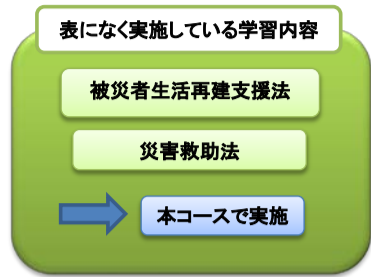 表になく実施している学習内容
被災者生活再建支援法
災害救助法
本コースで実施